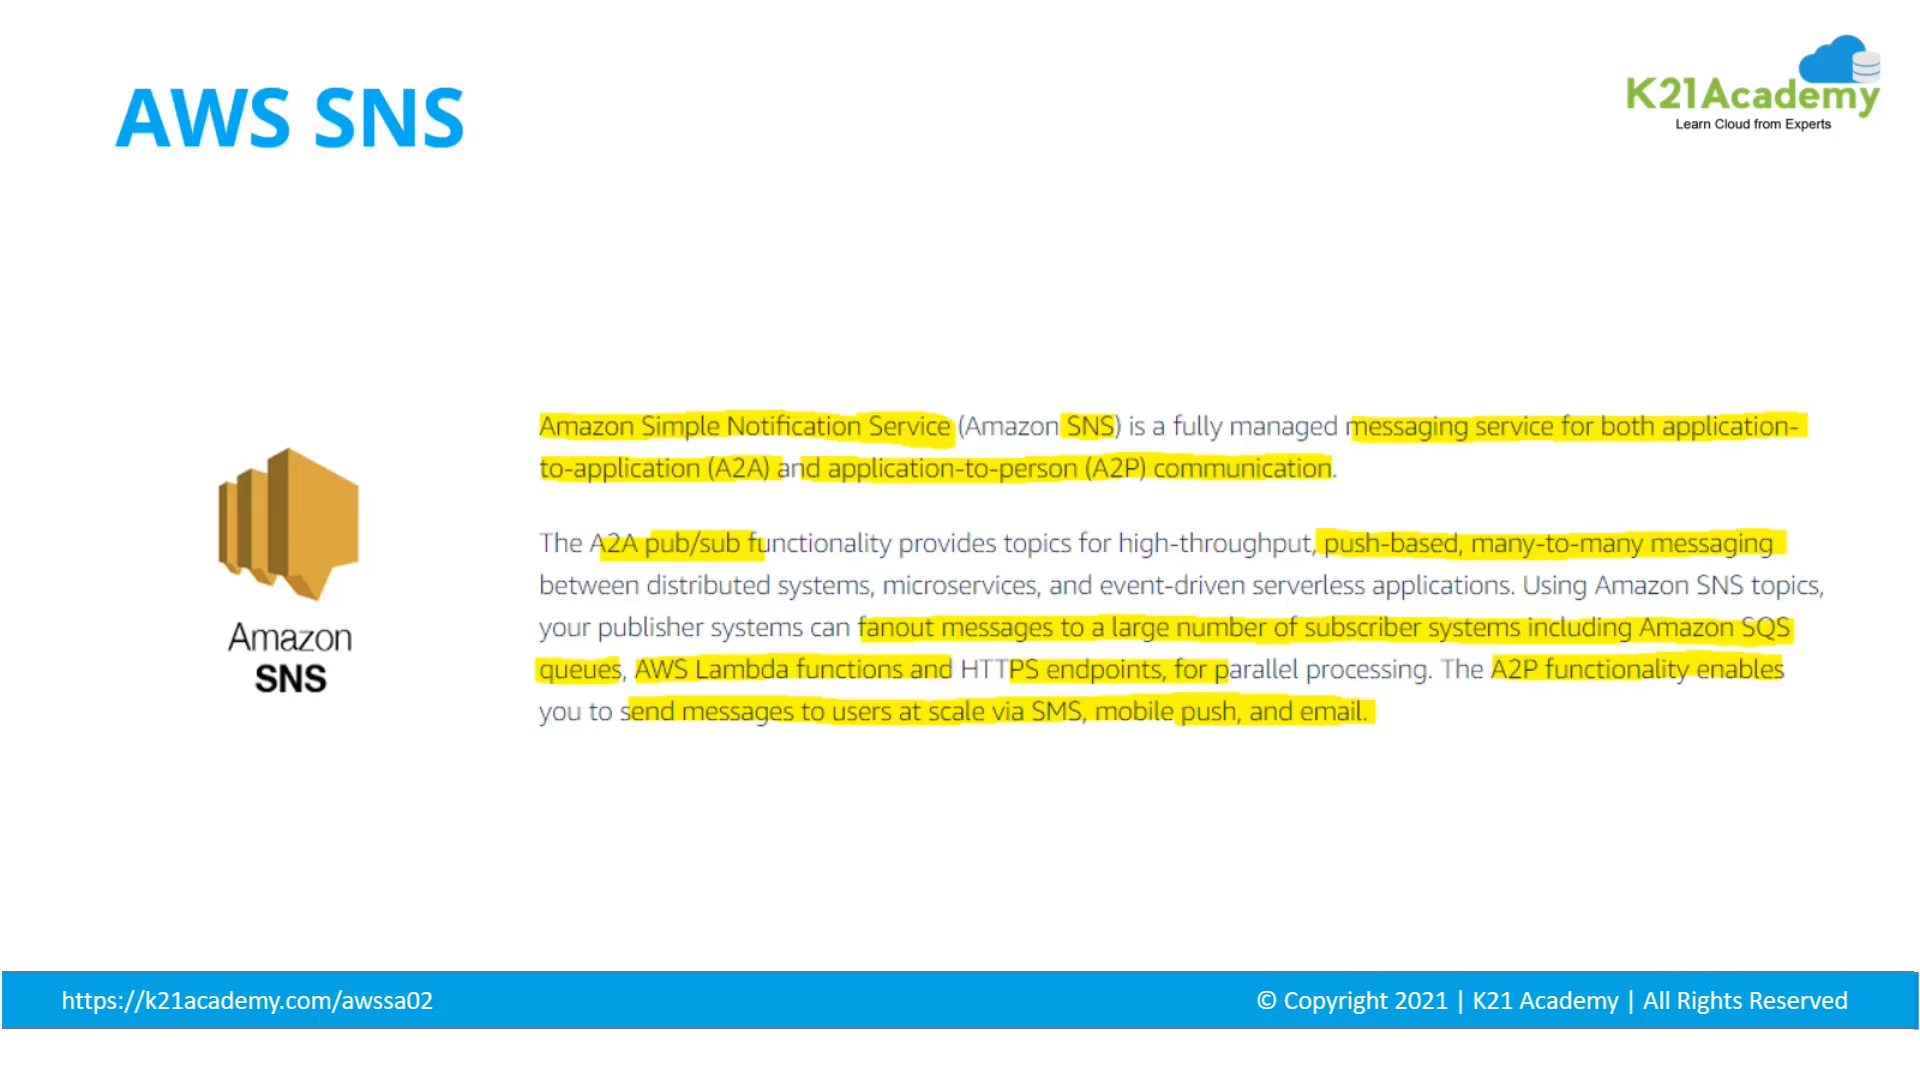 AWS SNS
K21Academy
Learn Cloud from Experts
Amazon Simple Notification Service (Amazon SNS) is a fully managed messaging service for both application-
to-application (A2A) and application-to-person (A2P) communication.
The A2A pub/sub functionality provides topics for high-throughput, push-based, many-to-many messaging
between distributed systems, microservices, and event-driven serverless applications. Using Amazon SNS topics,
your publisher systems can fanout messages to a large number of subscriber systems including Amazon SQS
queues, AWS Lambda functions and HTTPS endpoints, for parallel processing. The A2P functionality enables
you to send messages to users at scale via SMS, mobile push, and email.
Amazon
SNS
https://k21academy.com/awssa02
© Copyright 2021 | K21 Academy | All Rights Reserved